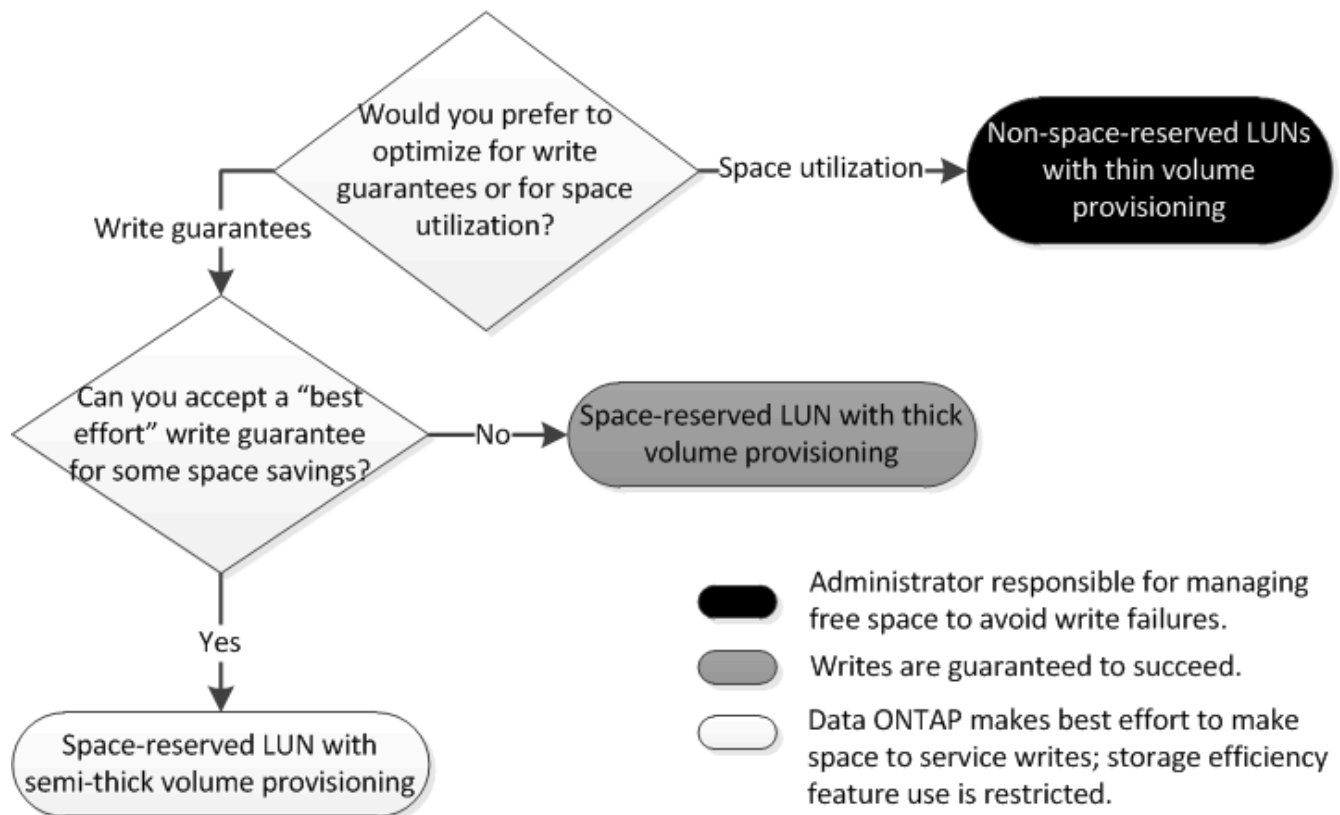 Would you prefer to
optimize for write
guarantees or for space
utilization?
Space utilization
Non-space-reserved LUNs
with thin volume
provisioning
Write guarantees
Can you accept a “best
effort” write guarantee
for some space savings?
No
Space-reserved LUN with thick
volume provisioning
Yes
Space-reserved LUN with
semi-thick volume provisioning
Administrator responsible for managing
free space to avoid write failures.
Writes are guaranteed to succeed.
Data ONTAP makes best effort to make
space to service writes; storage efficiency
feature use is restricted.